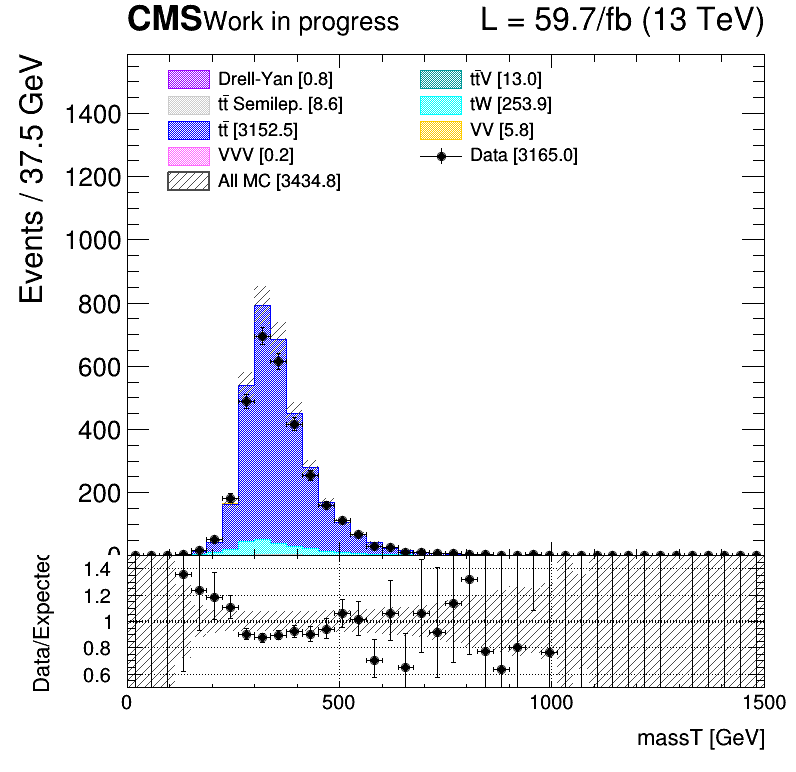 CMS Work in progress L = 59.7/fb (13 TeV)
Events / 37.5 GeV
Drell-Yan [0.8]
tt̄ Semilep. [8.6]
tt̄ [3152.5]
VVV [0.2]
All MC [3434.8]
tt̄V [13.0]
tW [253.9]
VV [5.8]
Data [3165.0]
1400
1200
1000
800
600
400
200
0
Data/Expected
1.4
1.2
1
0.8
0.6
0 500 1000 1500
massT [GeV]